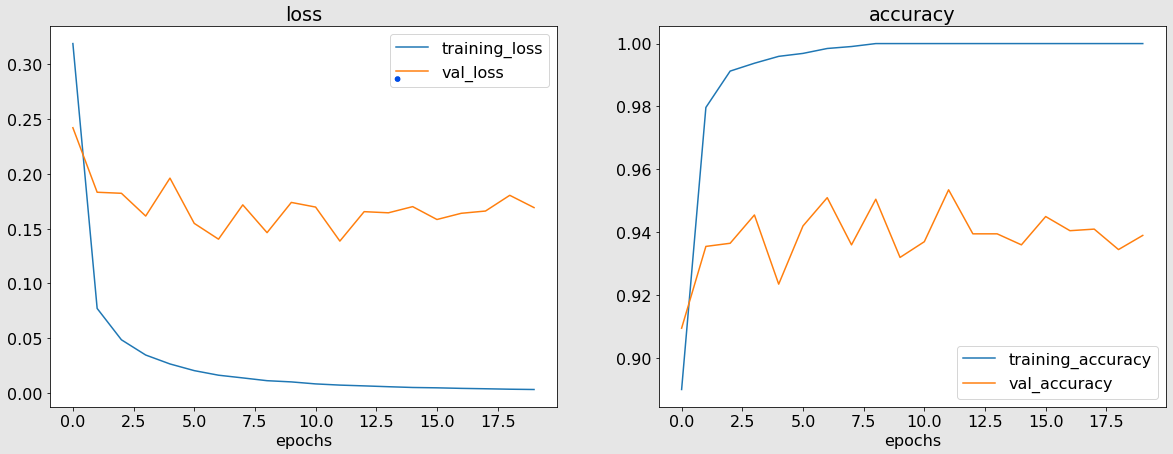 loss
training_loss
val_loss
0.30
0.25
0.20
0.15
0.10
0.05
0.00
0.0 2.5 5.0 7.5 10.0 12.5 15.0 17.5
epochs
accuracy
1.00
0.98
0.96
0.94
0.92
0.90
training_accuracy
val_accuracy
0.0 2.5 5.0 7.5 10.0 12.5 15.0 17.5
epochs